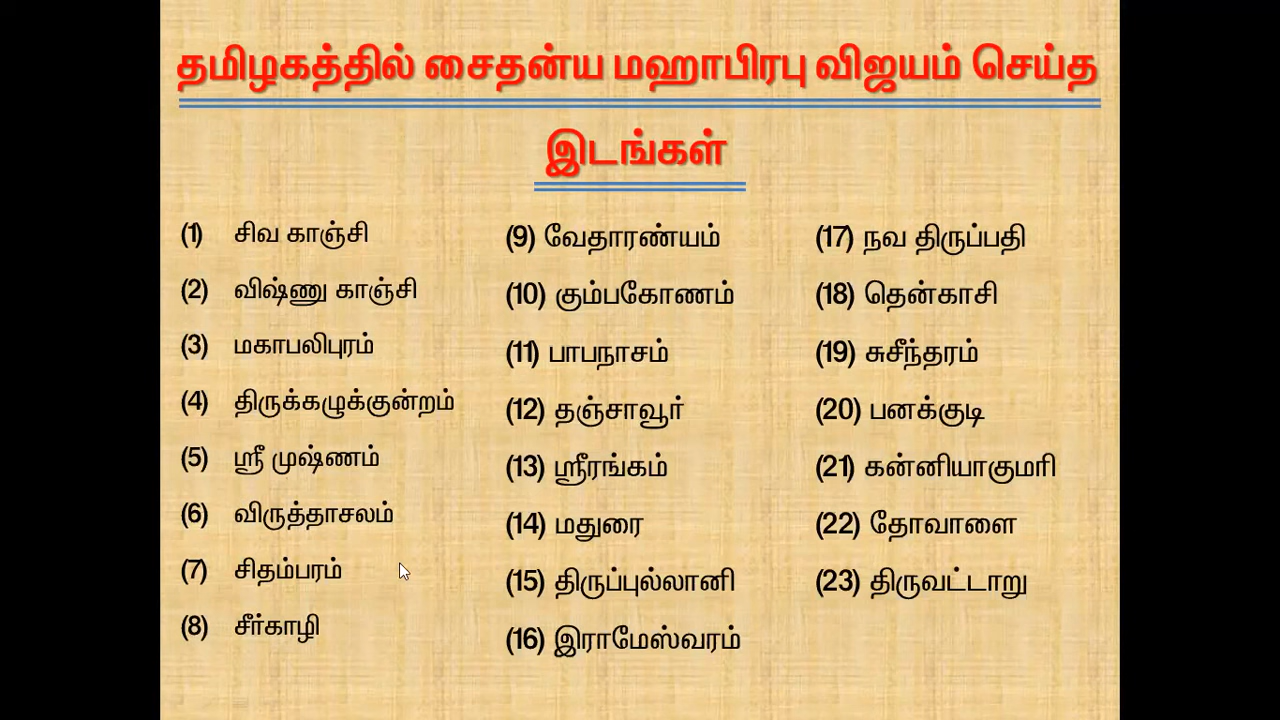 தமிழகத்தில் சைதன்ய மஹாபிரபு விஜயம் செய்த
இடங்கள்
(1) சிவ காஞ்சி
(2) விஷ்ணு காஞ்சி
(3) மகாபலிபுரம்
(4) திருக்கழுக்குன்றம்
(5) ஸ்ரீ முஷ்ணம்
(6) விருத்தாசலம்
(7) சிதம்பரம்
(8) சீர்காழி
(9) வேதாரண்யம்
(10) கும்பகோணம்
(11) பாபநாசம்
(12) தஞ்சாவூர்
(13) ஸ்ரீரங்கம்
(14) மதுரை
(15) திருப்புல்லானி
(16) இராமேஸ்வரம்
(17) நவ திருப்பதி
(18) தென்காசி
(19) சுசீந்தரம்
(20) பனக்குடி
(21) கன்னியாகுமரி
(22) தோவாளை
(23) திருவட்டாறு